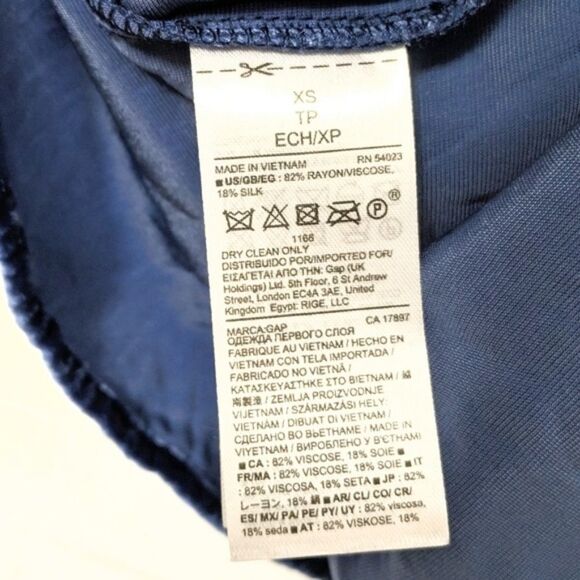 XS
TP
ECH/XP
MADE IN VIETNAM RN 54023
■ US/GB/EG : 82% RAYON/VISCOSE,
18% SILK
P ®
1166
DRY CLEAN ONLY
DISTRIBUIDO POR/IMPORTED FOR/
ΕΙΣΑΓΕΤΑΙ ΑΠΟ ΤΗΝ: Gap (UK
Holdings) Ltd. 5th Floor, 6 St Andrew
Street, London EC4A 3AE, United
Kingdom Egypt: RIGE, LLC
MARCA:GAP CA 17897
ОДЕЖДА ПЕРВОГО СЛОЯ
FABRIQUE AU VIETNAM / HECHO EN
VIETNAM CON TELA IMPORTADA /
FABRICADO NO VIETNÃ /
ΚΑΤΑΣΚΕΥΑΣΤΗΚΕ ΣΤΟ ΒΙΕΤΝΑΜ / 越
南製造 / ZEMLJA PROIZVODNJE
VIJETNAM / SZÁRMAZÁSI HELY:
VIETNÁM / DIBUAT DI VIETNAM /
СДЕЛАНО ВО ВЬЕТНАМЕ / MADE IN
VIYETNAM / ВИРОБЛЕНО У В'ЄТНАМІ
■ CA : 82% VISCOSE, 18% SOIE ■
FR/MA : 82% VISCOSE, 18% SOIE ■ IT
: 82% VISCOSA, 18% SETA ■ JP : 82%
レーヨン, 18% 絹 ■ AR/ CL/ CO/ CR/
ES/ MX/ PA/ PE/ PY/ UY : 82% viscosa,
18% seda ■ AT : 82% VISKOSE, 18%